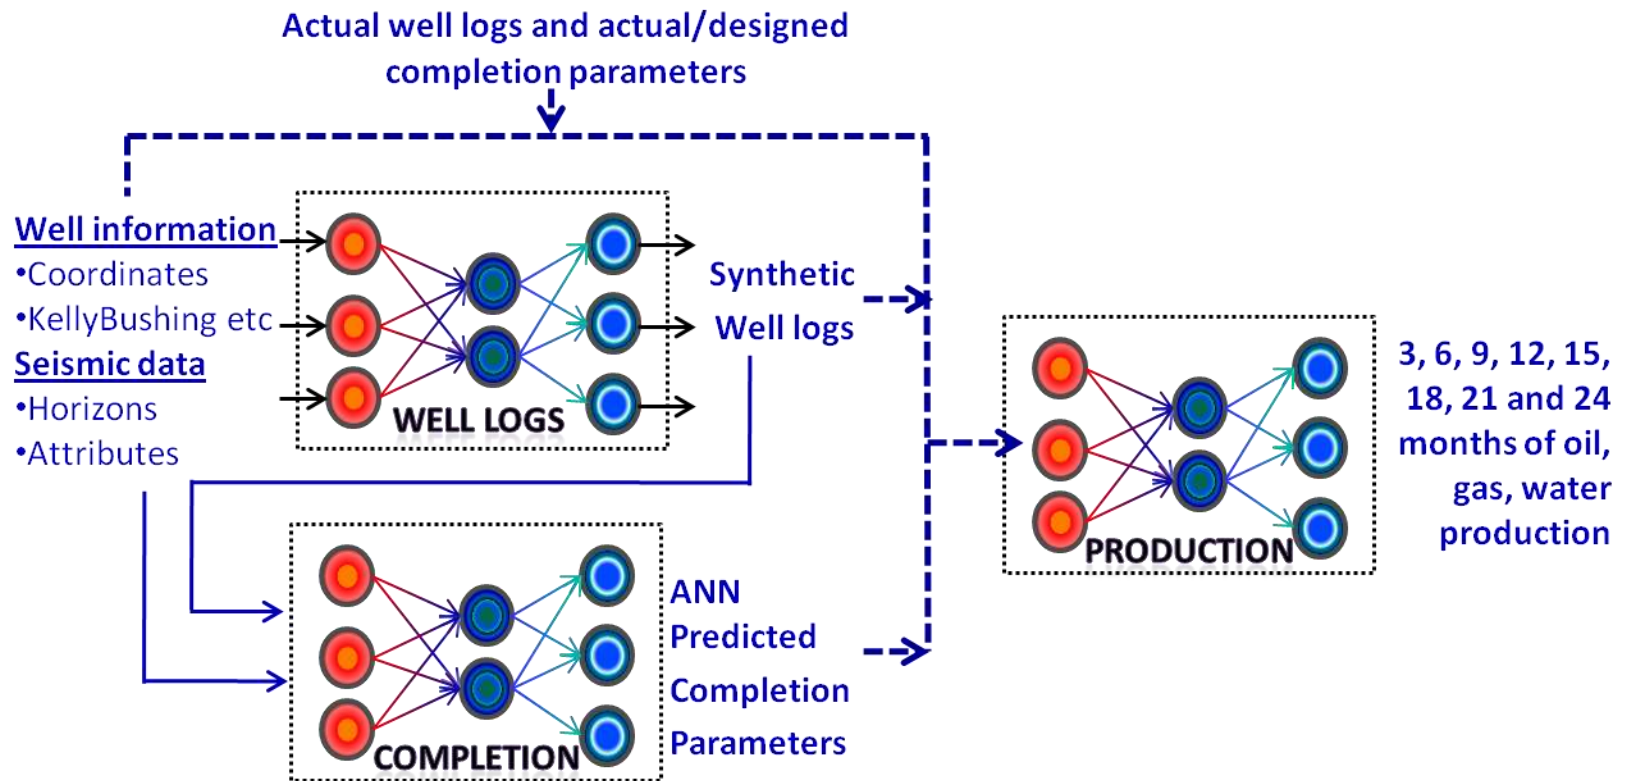 Actual well logs and actual/designed
completion parameters
Well information
•Coordinates
•KellyBushing etc
Seismic data
•Horizons
•Attributes
WELL LOGS
Synthetic
Well logs
COMPLETION
ANN
Predicted
Completion
Parameters
PRODUCTION
3, 6, 9, 12, 15,
18, 21 and 24
months of oil,
gas, water
production